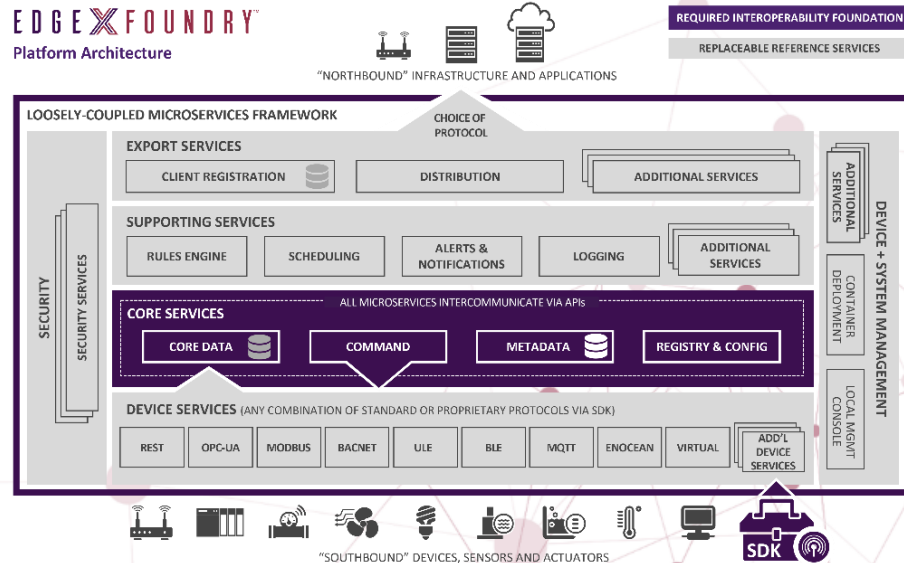 EDGE X FOUNDRY™
Platform Architecture
REQUIRED INTEROPERABILITY FOUNDATION
REPLACEABLE REFERENCE SERVICES
“NORTHBOUND” INFRASTRUCTURE AND APPLICATIONS
LOOSELY-COUPLED MICROSERVICES FRAMEWORK
CHOICE OF
PROTOCOL
EXPORT SERVICES
CLIENT REGISTRATION
DISTRIBUTION
ADDITIONAL SERVICES
SUPPORTING SERVICES
RULES ENGINE
SCHEDULING
ALERTS &
NOTIFICATIONS
LOGGING
ADDITIONAL
SERVICES
ALL MICROSERVICES INTERCOMMUNICATE VIA APIs
CORE SERVICES
CORE DATA
COMMAND
METADATA
REGISTRY & CONFIG
DEVICE SERVICES (ANY COMBINATION OF STANDARD OR PROPRIETARY PROTOCOLS VIA SDK)
REST
OPC-UA
MODBUS
BACNET
ULE
BLE
MQTT
ENOCEAN
VIRTUAL
ADD'L
DEVICE
SERVICES
SECURITY
SECURITY SERVICES
ADDITIONAL
SERVICES
CONTAINER
DEPLOYMENT
LOCAL MGMT
CONSOLE
DEVICE + SYSTEM MANAGEMENT
“SOUTHBOUND” DEVICES, SENSORS AND ACTUATORS
SDK